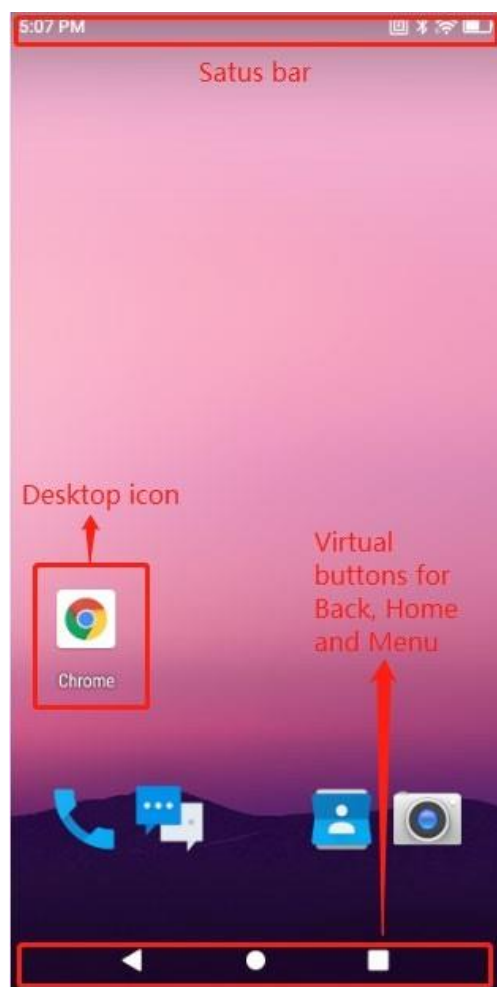 5:07 PM
Satus bar
Desktop icon
Virtual
buttons for
Back, Home
and Menu
Chrome